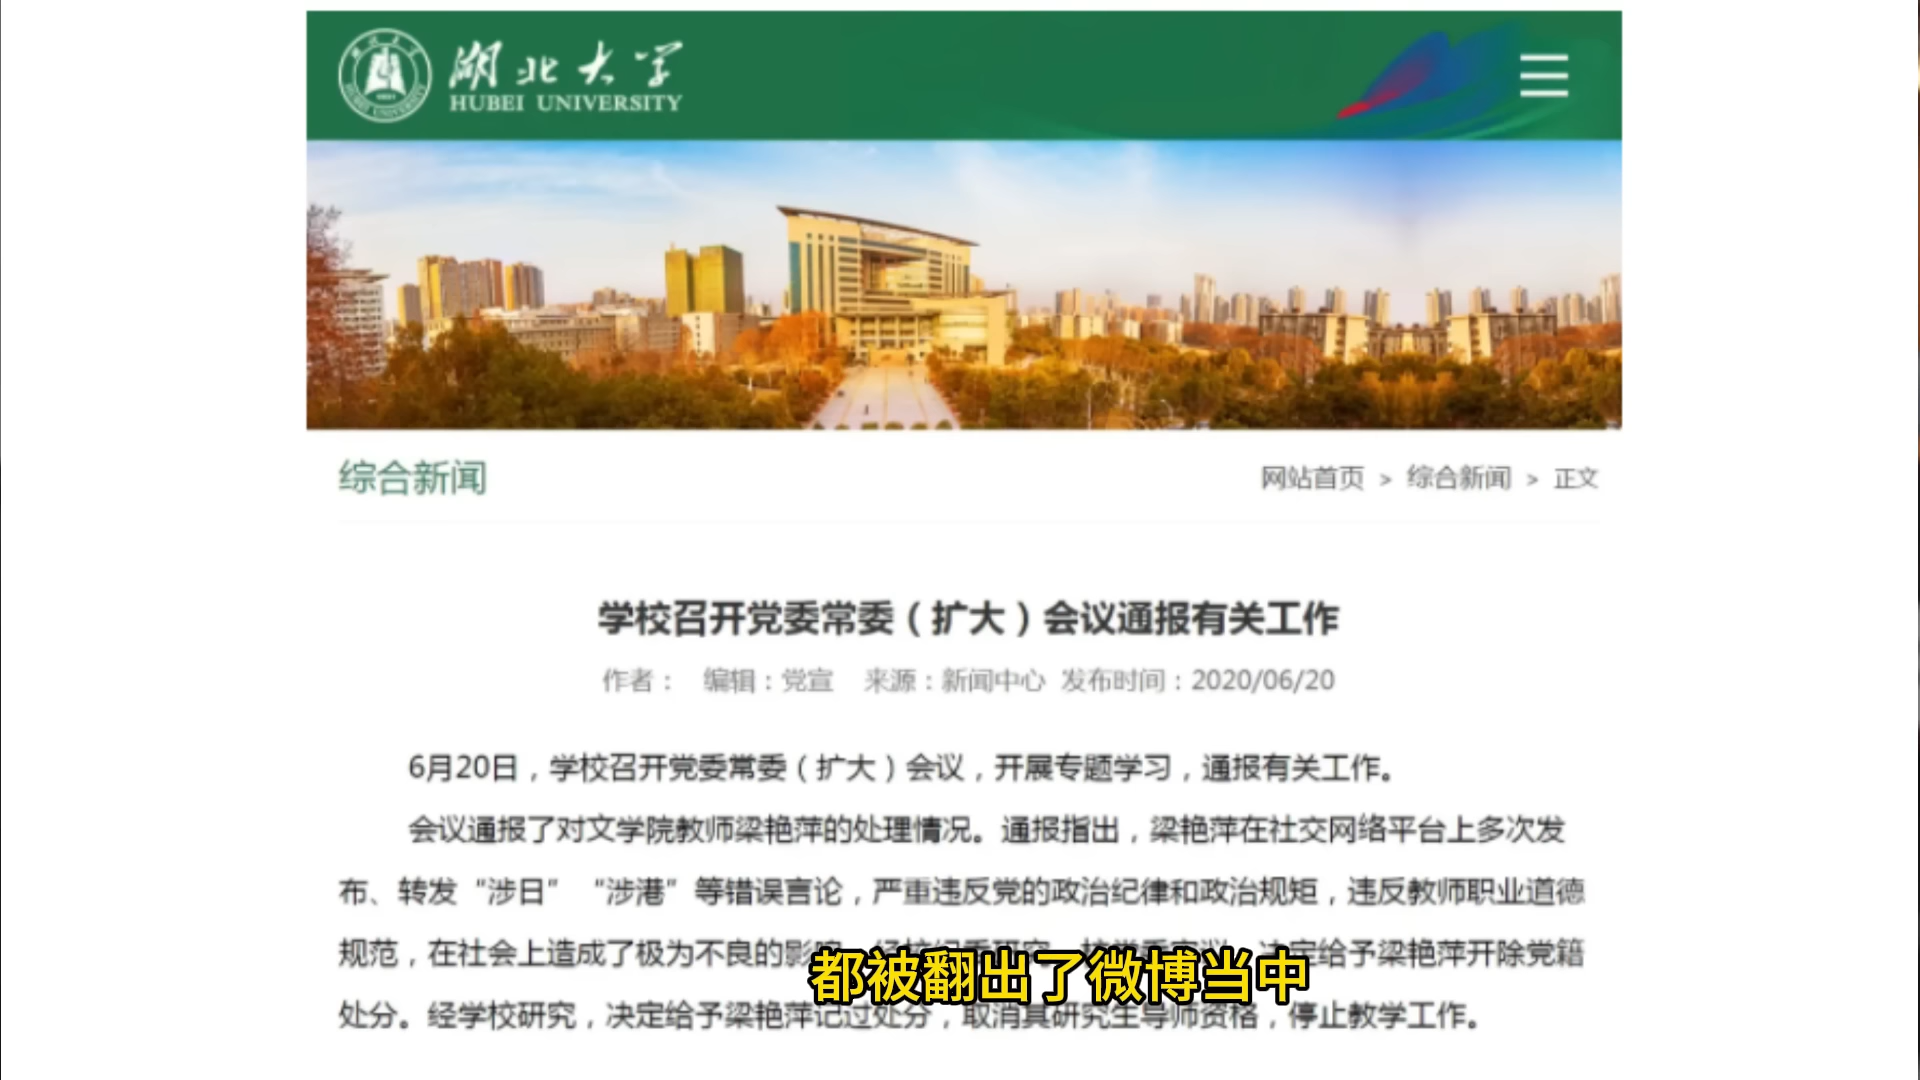 湖北大学
HUBEI UNIVERSITY
综合新闻
网站首页 > 综合新闻 > 正文
学校召开党委常委（扩大）会议通报有关工作
作者： 编辑：党宣 来源：新闻中心 发布时间：2020/06/20
6月20日，学校召开党委常委（扩大）会议，开展专题学习，通报有关工作。
会议通报了对文学院教师梁艳萍的处理情况。通报指出，梁艳萍在社交网络平台上多次发
布、转发“涉日”“涉港”等错误言论，严重违反党的政治纪律和政治规矩，违反教师职业道德
规范，在社会上造成了极为不良的影 决定给予梁艳萍开除党籍
都被翻出了微博当中
处分。经学校研究，决定给予梁艳萍记过处分，取消其研究生导师资格，停止教学工作。